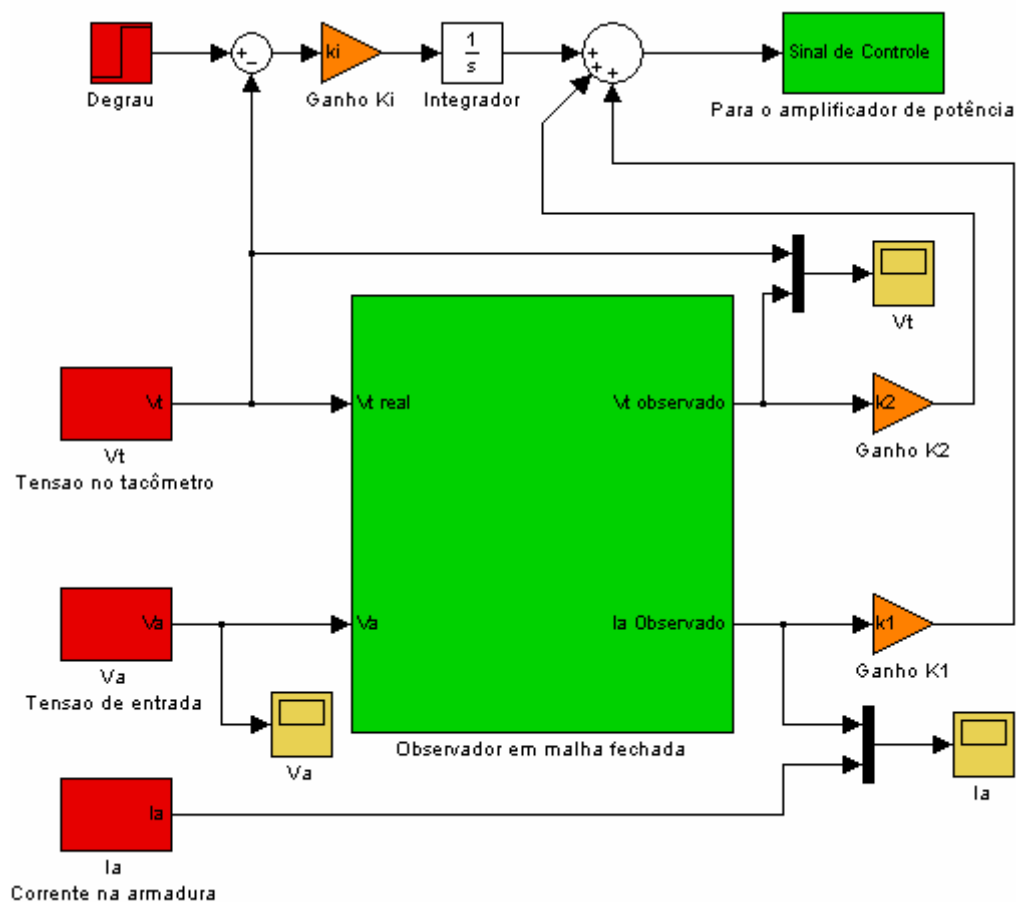 ki
1
s
Sinal de Controle
Degrau
Ganho Ki
Integrador
Para o amplificador de potência
Vt
Vt
Vt real
Vt observado
k2
Vt
Tensao no tacômetro
Ganho K2
Va
Va
Ia Observado
k1
Va
Tensao de entrada
Ganho K1
Observador em malha fechada
Va
Ia
Ia
Ia
Corrente na armadura